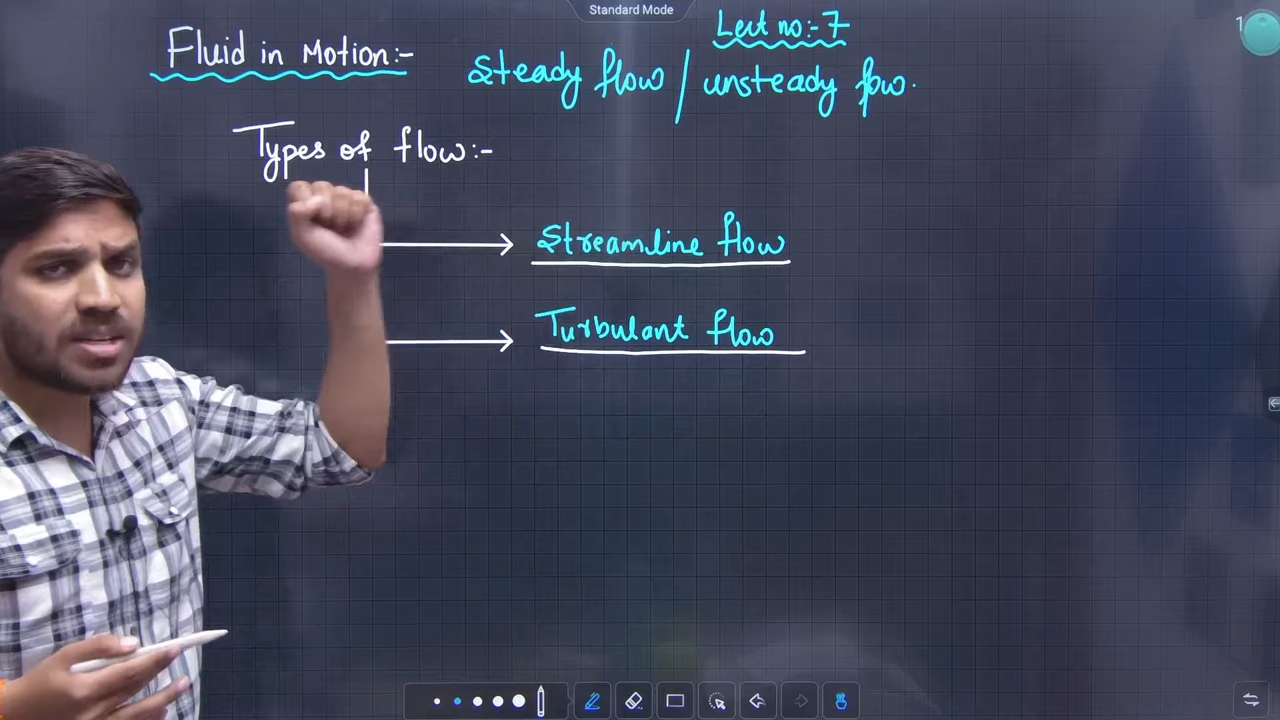 Standard Mode
Lect no:- 7
Fluid in Motion:-
Steady flow / unsteady flow.
1
Types of flow:-
Streamline flow
Turbulant flow